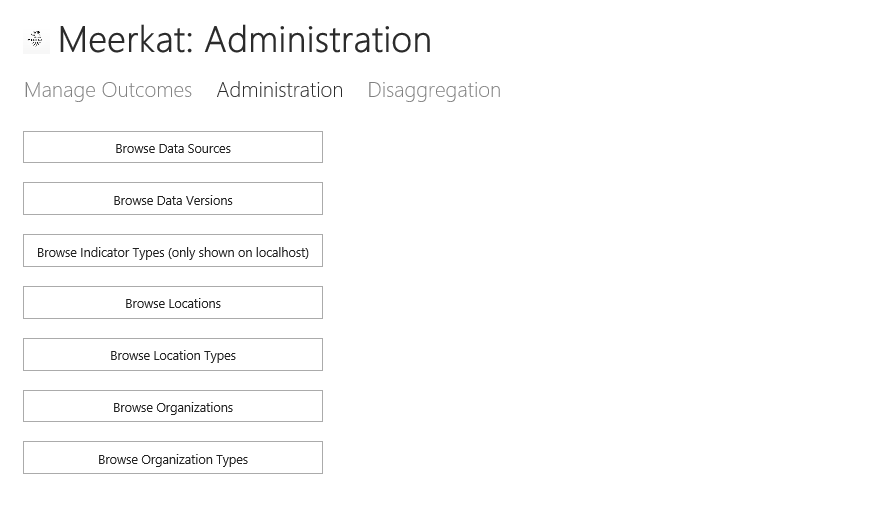 Meerkat: Administration
Manage Outcomes Administration Disaggregation
Browse Data Sources
Browse Data Versions
Browse Indicator Types (only shown on localhost)
Browse Locations
Browse Location Types
Browse Organizations
Browse Organization Types